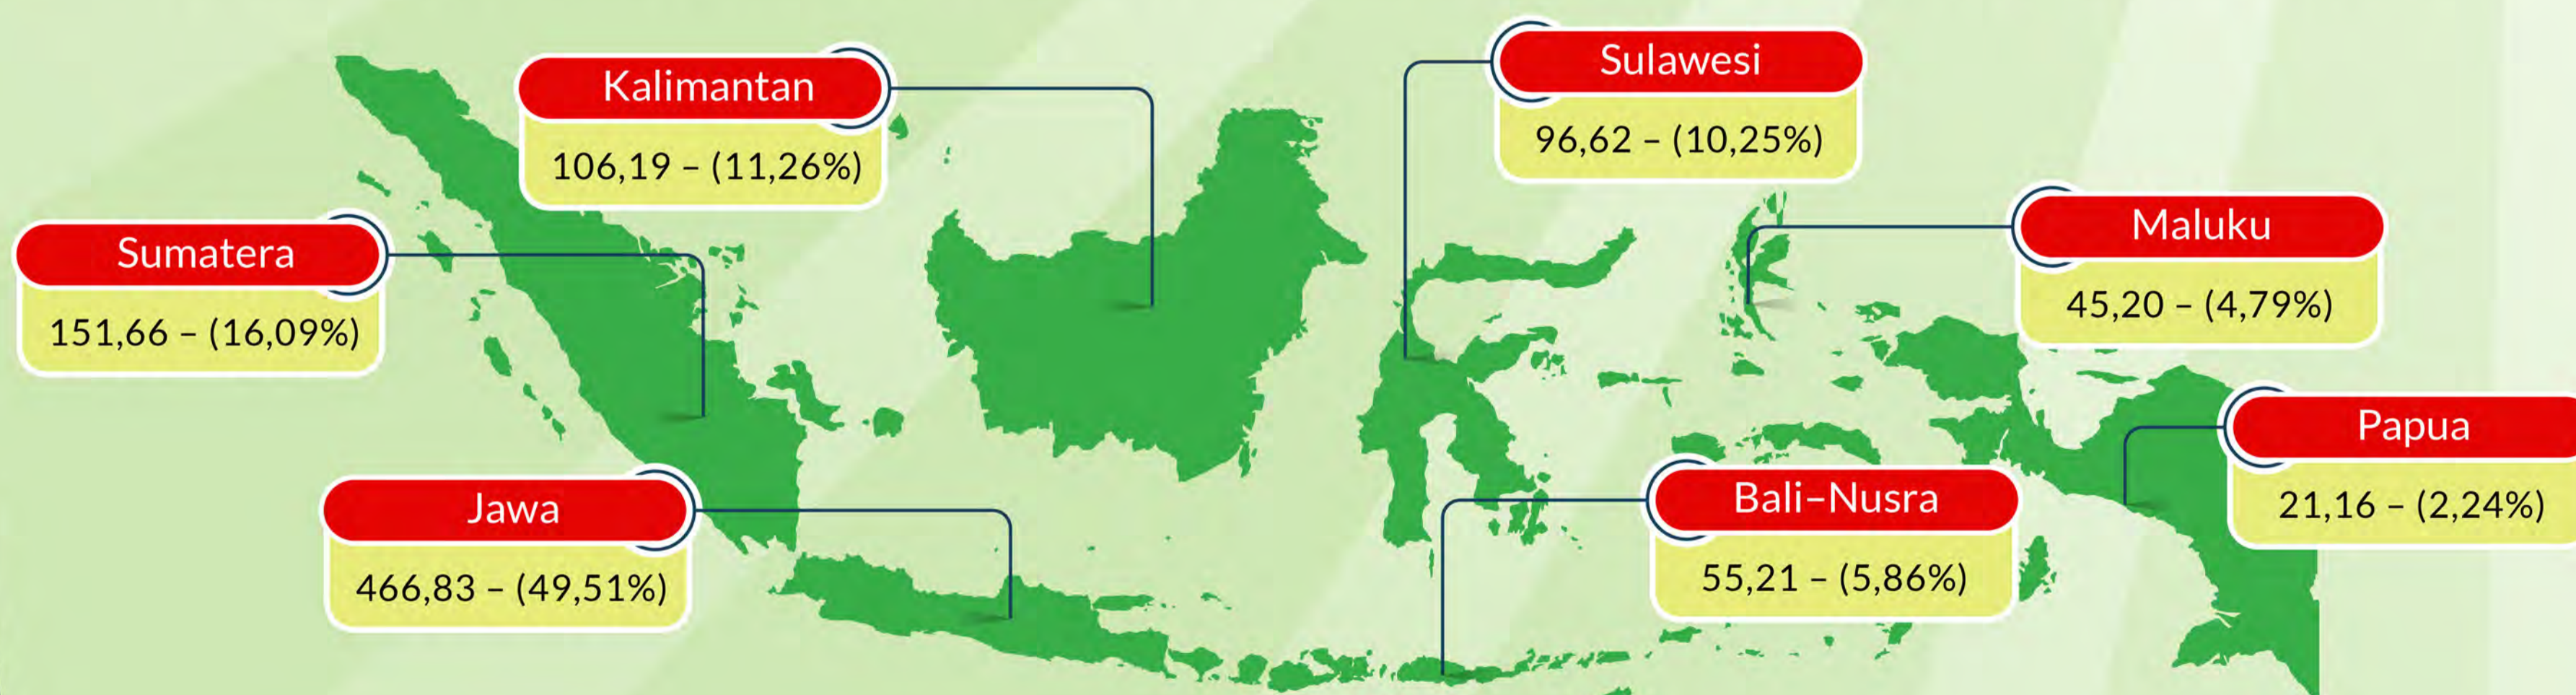 Kalimantan
106,19 – (11,26%)
Sulawesi
96,62 – (10,25%)
Sumatera
151,66 – (16,09%)
Maluku
45,20 – (4,79%)
Papua
21,16 – (2,24%)
Jawa
466,83 – (49,51%)
Bali–Nusra
55,21 – (5,86%)